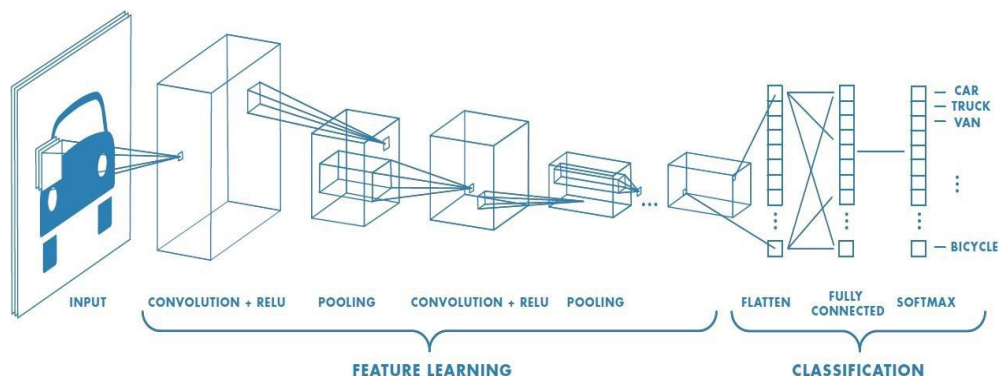 CAR
TRUCK
VAN
BICYCLE
INPUT
CONVOLUTION + RELU
POOLING
CONVOLUTION + RELU
POOLING
FLATTEN
FULLY
CONNECTED
SOFTMAX
FEATURE LEARNING
CLASSIFICATION